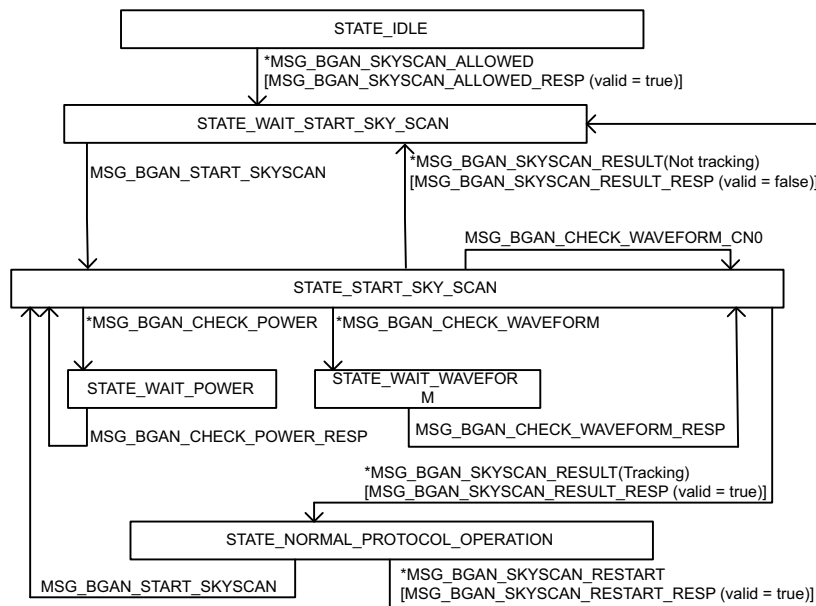 STATE_IDLE
*MSG_BGAN_SKYSCAN_ALLOWED
[MSG_BGAN_SKYSCAN_ALLOWED_RESP (valid = true)]
STATE_WAIT_START_SKY_SCAN
MSG_BGAN_START_SKYSCAN
*MSG_BGAN_SKYSCAN_RESULT(Not tracking)
[MSG_BGAN_SKYSCAN_RESULT_RESP (valid = false)]
MSG_BGAN_CHECK_WAVEFORM_CN0
STATE_START_SKY_SCAN
*MSG_BGAN_CHECK_POWER
*MSG_BGAN_CHECK_WAVEFORM
STATE_WAIT_POWER
STATE_WAIT_WAVEFOR
M
MSG_BGAN_CHECK_POWER_RESP
MSG_BGAN_CHECK_WAVEFORM_RESP
*MSG_BGAN_SKYSCAN_RESULT(Tracking)
[MSG_BGAN_SKYSCAN_RESULT_RESP (valid = true)]
STATE_NORMAL_PROTOCOL_OPERATION
MSG_BGAN_START_SKYSCAN
*MSG_BGAN_SKYSCAN_RESTART
[MSG_BGAN_SKYSCAN_RESTART_RESP (valid = true)]